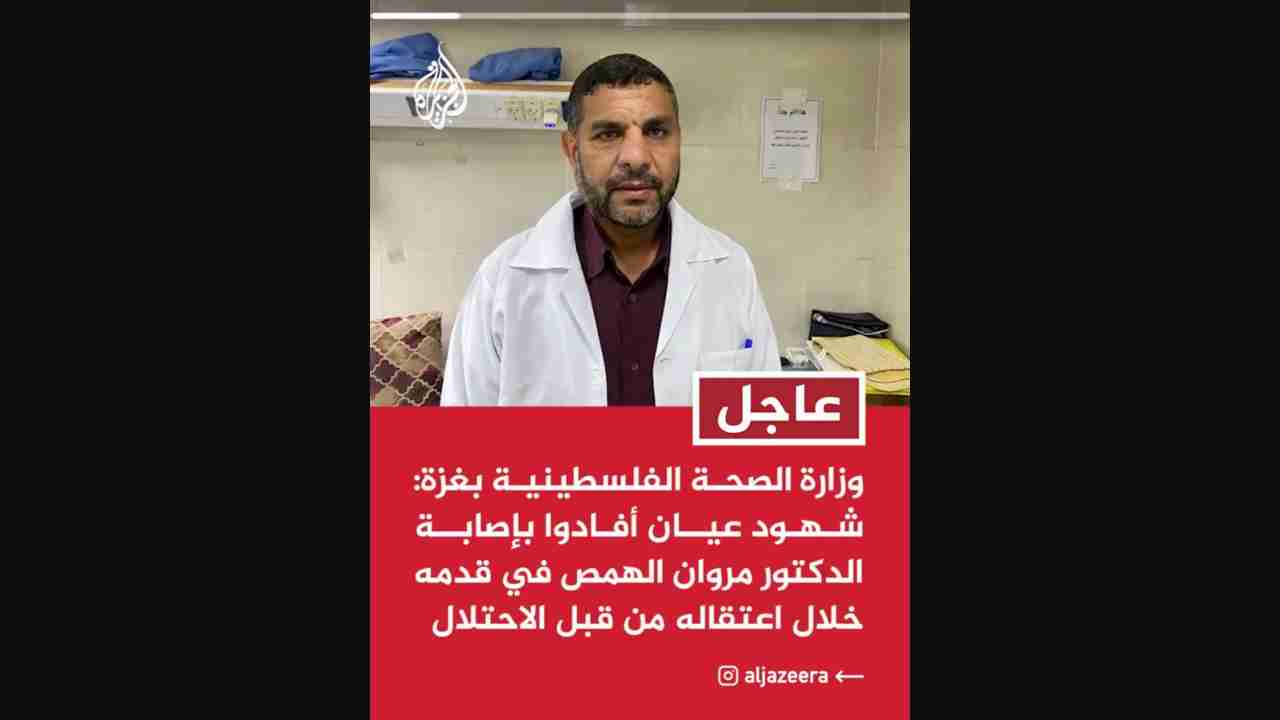 الجزيرة
عاجل
وزارة الصحة الفلسطينية بغزة:
شهود عيان أفادوا بإصابة
الدكتور مروان الهمص في قدمه
خلال اعتقاله من قبل الاحتلال
aljazeera